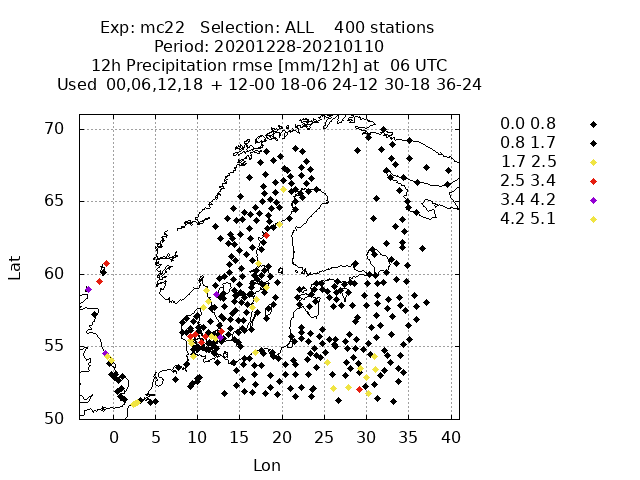 Exp: mc22 Selection: ALL 400 stations
Period: 20201228-20210110
12h Precipitation rmse [mm/12h] at 06 UTC
Used 00,06,12,18 + 12-00 18-06 24-12 30-18 36-24
70
65
60
55
50
Lat
0 5 10 15 20 25 30 35 40
Lon
0.0 0.8
0.8 1.7
1.7 2.5
2.5 3.4
3.4 4.2
4.2 5.1